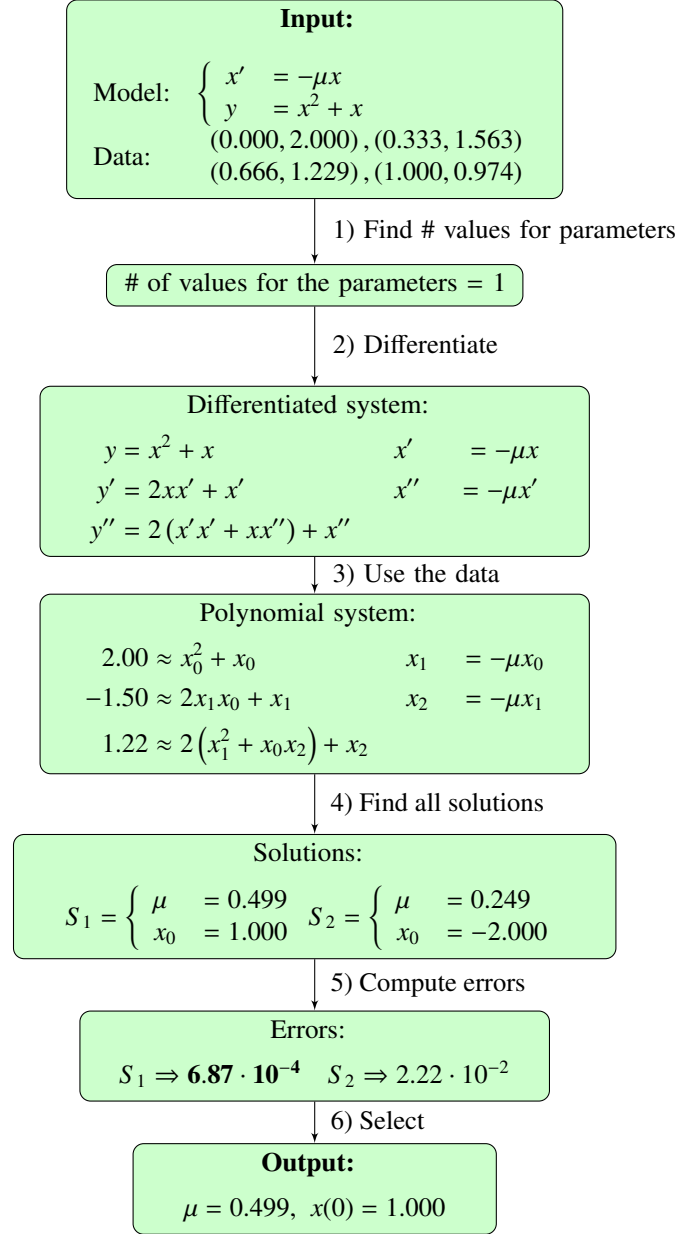 Input:
Model: { x′ = −μx
y = x² + x
Data: (0.000, 2.000) , (0.333, 1.563)
(0.666, 1.229) , (1.000, 0.974)
1) Find # values for parameters
# of values for the parameters = 1
2) Differentiate
Differentiated system:
y = x² + x x′ = −μx
y′ = 2xx′ + x′ x′′ = −μx′
y′′ = 2 (x′x′ + xx′′) + x′′
3) Use the data
Polynomial system:
2.00 ≈ x₀² + x₀ x₁ = −μx₀
−1.50 ≈ 2x₁x₀ + x₁ x₂ = −μx₁
1.22 ≈ 2 (x₁² + x₀x₂) + x₂
4) Find all solutions
Solutions:
S₁ = { μ = 0.499 S₂ = { μ = 0.249
x₀ = 1.000 x₀ = −2.000
5) Compute errors
Errors:
S₁ ⇒ 6.87 · 10⁻⁴ S₂ ⇒ 2.22 · 10⁻²
6) Select
Output:
μ = 0.499, x(0) = 1.000